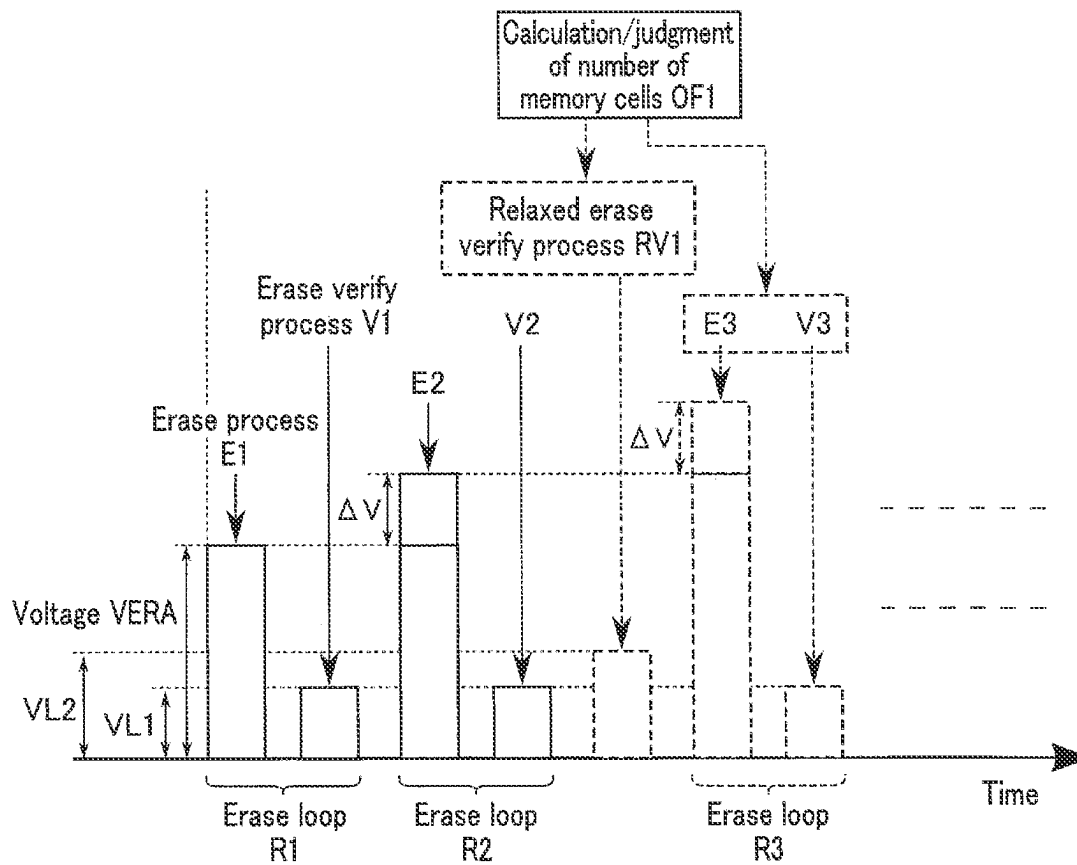 Calculation/judgment
of number of
memory cells OF1
Relaxed erase
verify process RV1
Erase verify
process V1
V2
E3
V3
E2
Erase process
E1
ΔV
ΔV
Voltage VERA
VL2
VL1
Time
Erase loop
R1
Erase loop
R2
Erase loop
R3